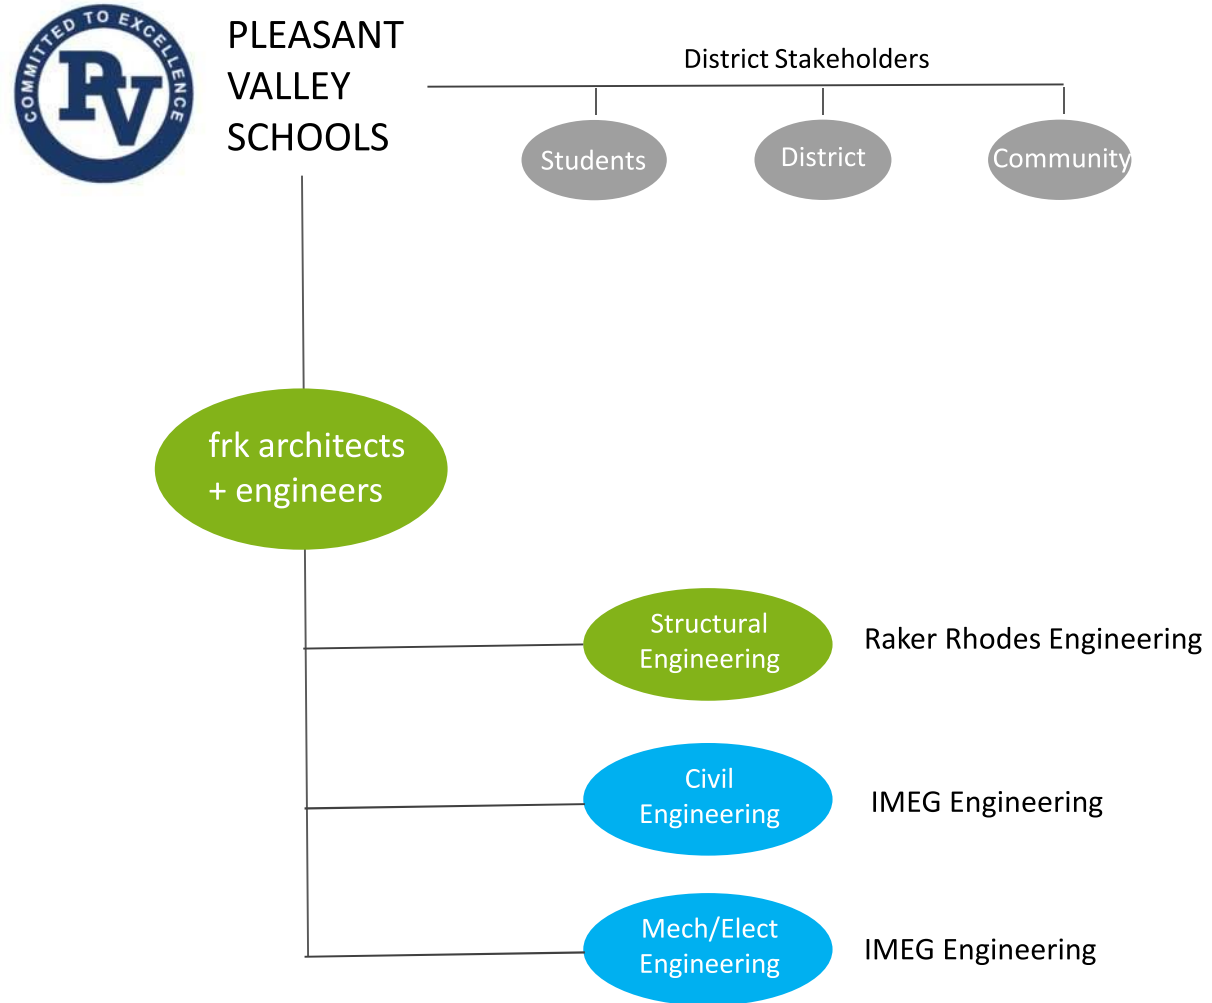 COMMITTED TO EXCELLENCE
PV
PLEASANT
VALLEY
SCHOOLS
District Stakeholders
Students
District
Community
frk architects
+ engineers
Structural
Engineering
Raker Rhodes Engineering
Civil
Engineering
IMEG Engineering
Mech/Elect
Engineering
IMEG Engineering